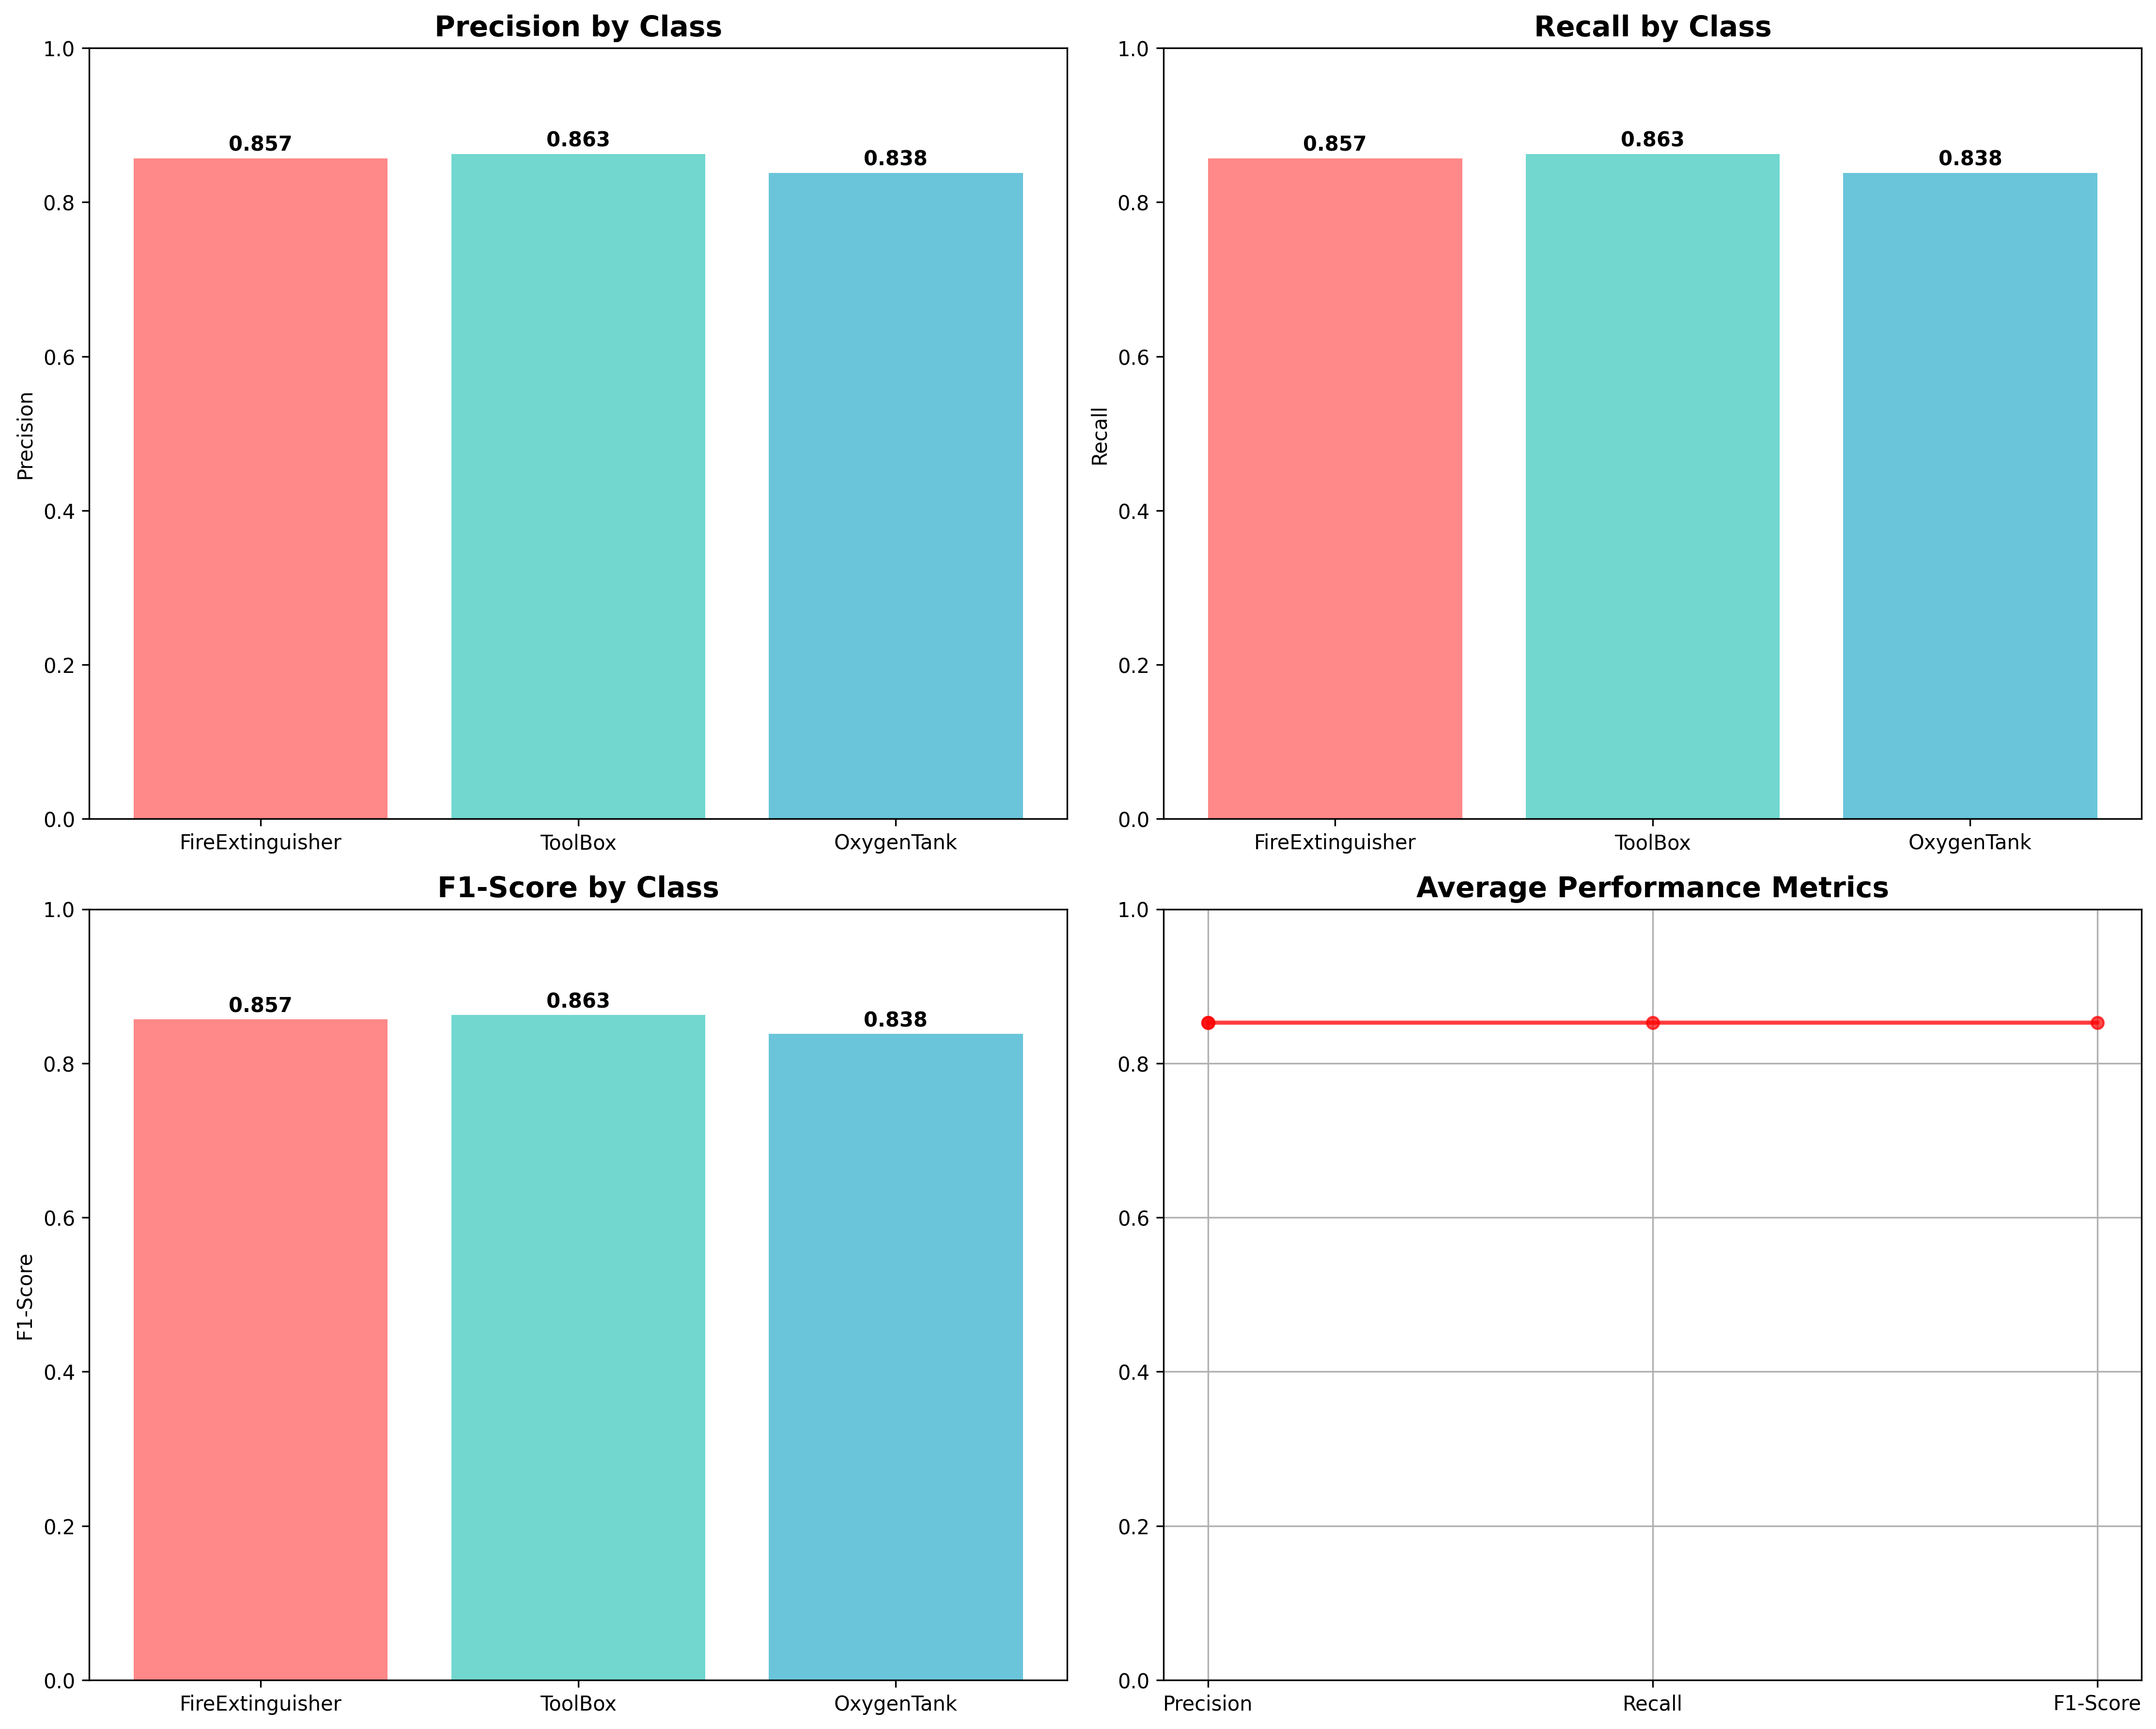 Precision by Class
Precision
1.0
0.8
0.6
0.4
0.2
0.0
0.857
0.863
0.838
FireExtinguisher
ToolBox
OxygenTank
Recall by Class
Recall
1.0
0.8
0.6
0.4
0.2
0.0
0.857
0.863
0.838
FireExtinguisher
ToolBox
OxygenTank
F1-Score by Class
F1-Score
1.0
0.8
0.6
0.4
0.2
0.0
0.857
0.863
0.838
FireExtinguisher
ToolBox
OxygenTank
Average Performance Metrics
1.0
0.8
0.6
0.4
0.2
0.0
Precision
Recall
F1-Score